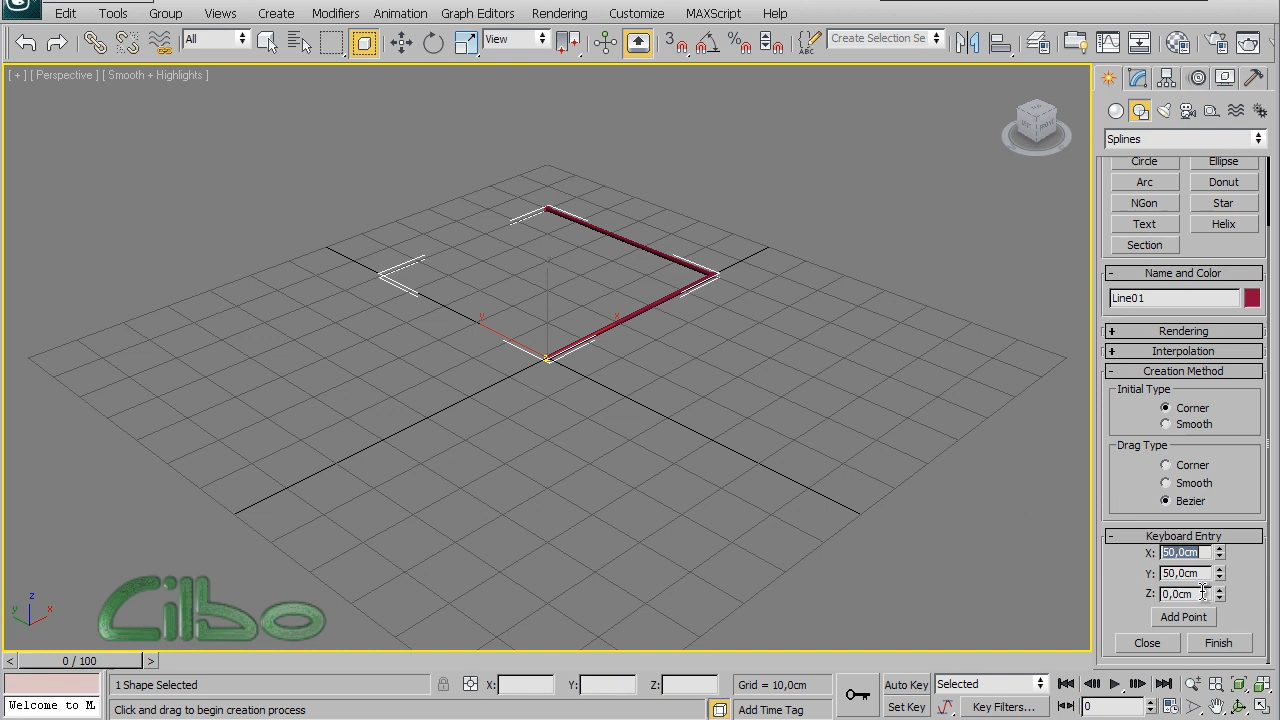 Edit Tools Group Views Create Modifiers Animation Graph Editors Rendering Customize MAXScript Help
All View 3 % ABC Create Selection Se
[ + ] [ Perspective ] [ Smooth + Highlights ]
Splines
Circle Ellipse
Arc Donut
NGon Star
Text Helix
Section
- Name and Color
Line01
+ Rendering
+ Interpolation
- Creation Method
Initial Type
Corner
Smooth
Drag Type
Corner
Smooth
Bezier
- Keyboard Entry
X: 50,0cm
Y: 50,0cm
Z: 0,0cm
Add Point
Close Finish
y x
z
y x
Cilbo
< 0 / 100 >
1 Shape Selected X: Y: Z: Grid = 10,0cm Auto Key Selected
Welcome to M. Click and drag to begin creation process Add Time Tag Set Key Key Filters... 0